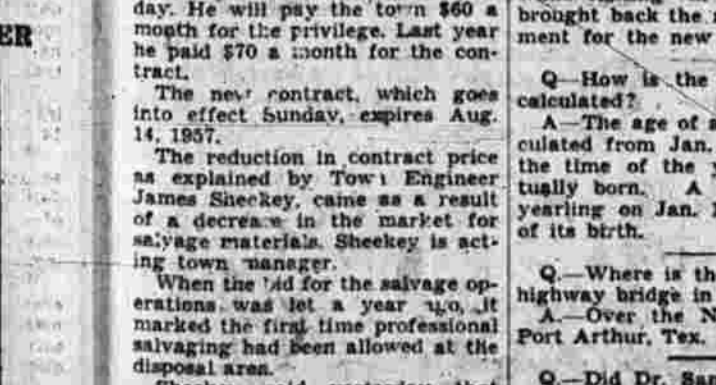 ER
day. He will pay the town $60 a
month for the privilege. Last year
he paid $70 a month for the con-
tract.
The new contract, which goes
into effect Sunday, expires Aug.
14, 1957.
The reduction in contract price
as explained by Town Engineer
James Sheekey, came as a result
of a decrease in the market for
salvage materials. Sheekey is act-
ing town manager.
When the bid for the salvage op-
erations was let a year ago, it
marked the first time professional
salvaging had been allowed at the
disposal area.
Sheekey said yesterday that
brought back the
ment for the new
Q—How is the
calculated?
A—The age of a
culated from Jan.
the time of the
tually born. A
yearling on Jan.
of its birth.
Q.—Where is th
highway bridge in
A.—Over the N
Port Arthur, Tex.
Q.—Did Dr. Sam